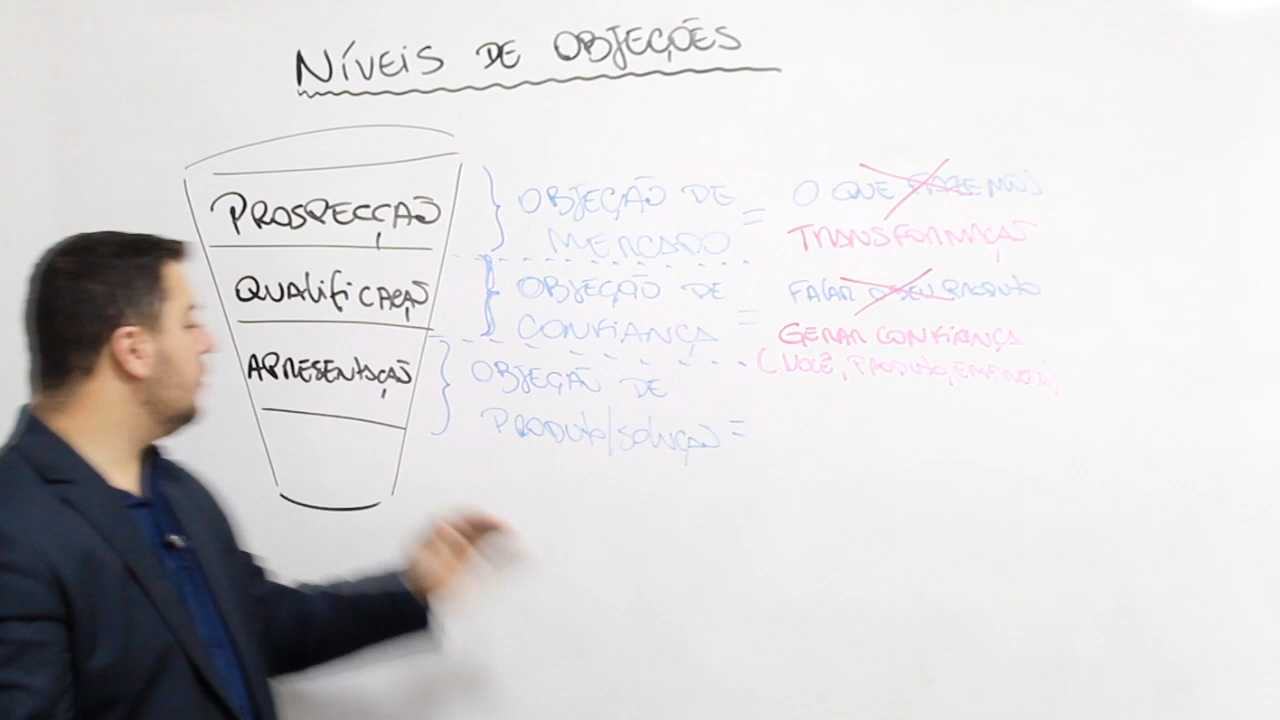 NÍVEIS DE OBJEÇÕES
PROSPECÇÃO
QUALIFICAÇÃO
APRESENTAÇÃO
} OBJEÇÃO DE
MERCADO
= O QUE FAZEMOS
TRANSFORMAÇÃO
} OBJEÇÃO DE
CONFIANÇA
= FALAR O SEU PRODUTO
GERAR CONFIANÇA
(VOCÊ, PRODUTO, EMPRESA)
} OBJEÇÃO DE
PRODUTO/SOLUÇÃO =